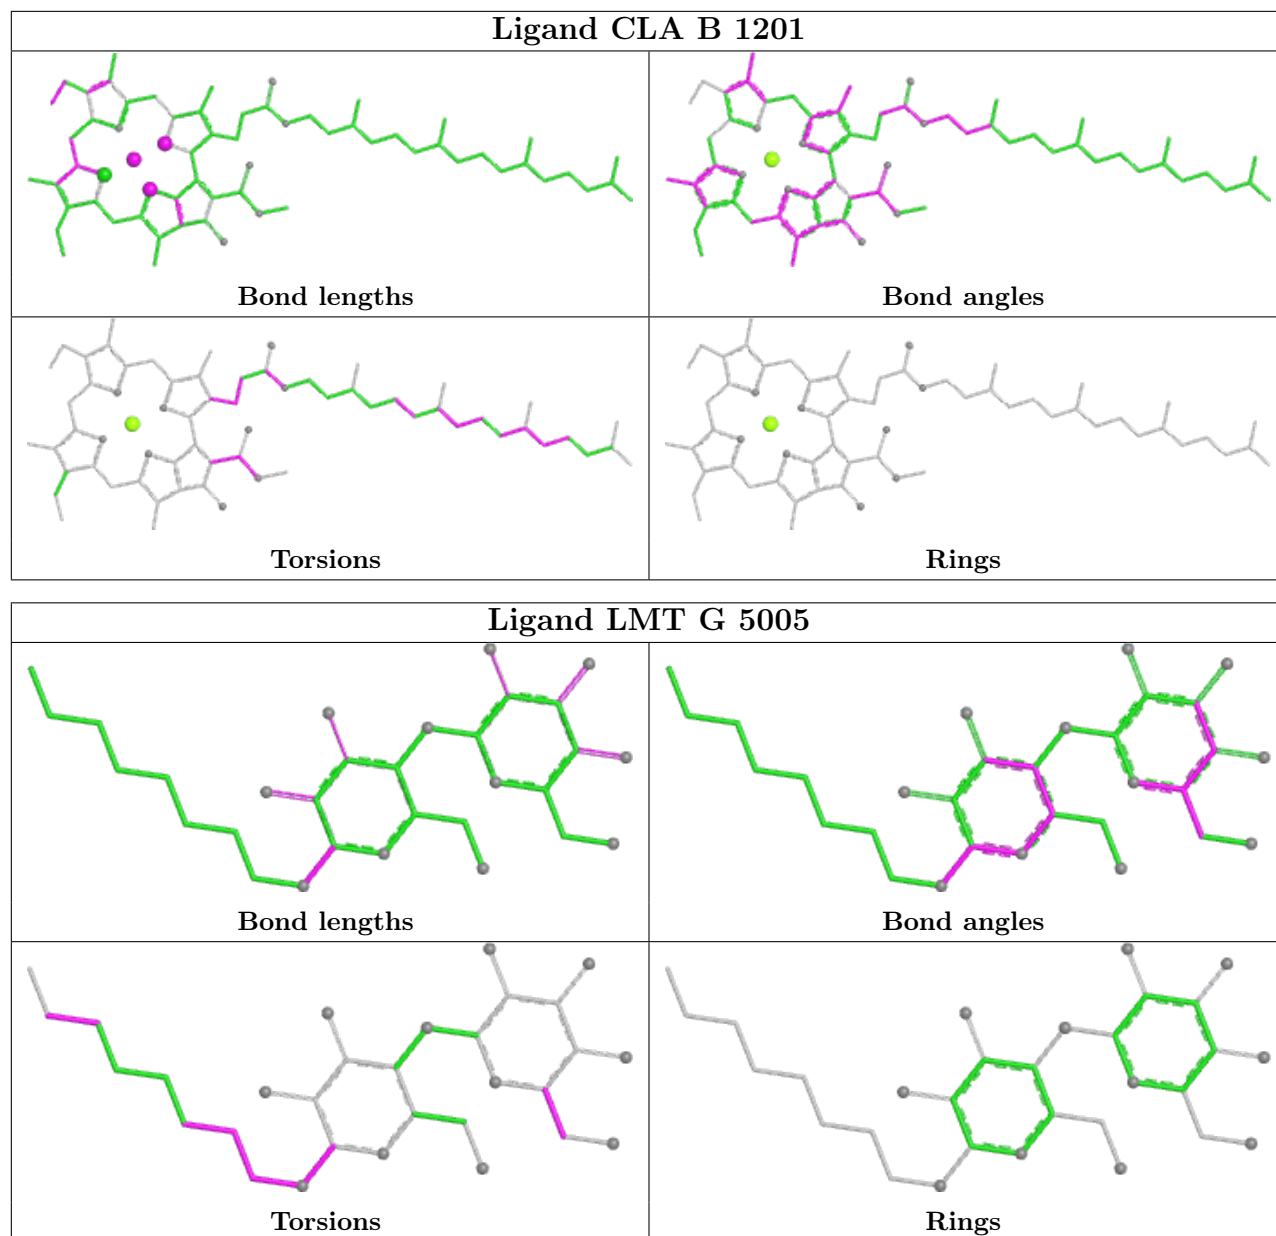 Ligand CLA B 1201
Bond lengths
Bond angles
Torsions
Rings
Ligand LMT G 5005
Bond lengths
Bond angles
Torsions
Rings